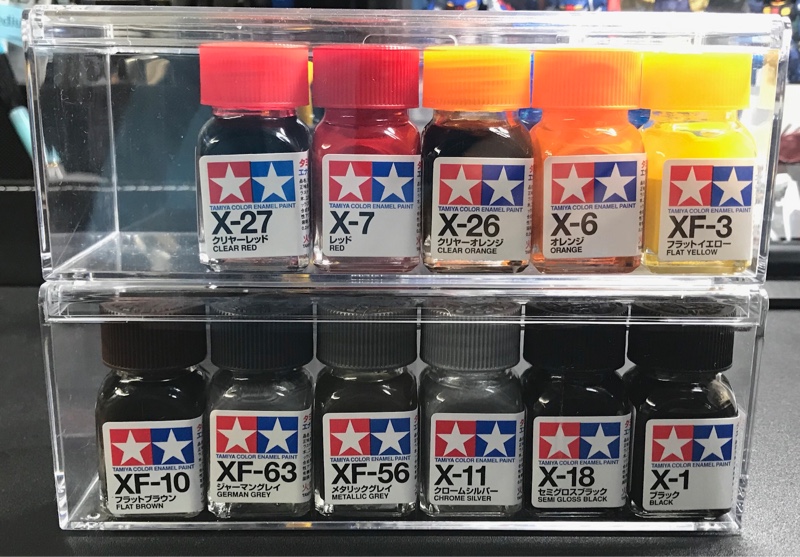 TAMIYA COLOR ENAMEL PAINT
X-27
クリヤーレッド
CLEAR RED
TAMIYA COLOR ENAMEL PAINT
X-7
レッド
RED
TAMIYA COLOR ENAMEL PAINT
X-26
クリヤーオレンジ
CLEAR ORANGE
TAMIYA COLOR ENAMEL PAINT
X-6
オレンジ
ORANGE
TAMIYA COLOR ENAMEL PAINT
XF-3
フラットイエロー
FLAT YELLOW
TAMIYA COLOR ENAMEL PAINT
XF-10
フラットブラウン
FLAT BROWN
TAMIYA COLOR ENAMEL PAINT
XF-63
ジャーマングレイ
GERMAN GREY
TAMIYA COLOR ENAMEL PAINT
XF-56
メタリックグレイ
METALLIC GREY
TAMIYA COLOR ENAMEL PAINT
X-11
クロームシルバー
CHROME SILVER
TAMIYA COLOR ENAMEL PAINT
X-18
セミグロスブラック
SEMI GLOSS BLACK
TAMIYA COLOR ENAMEL PAINT
X-1
ブラック
BLACK